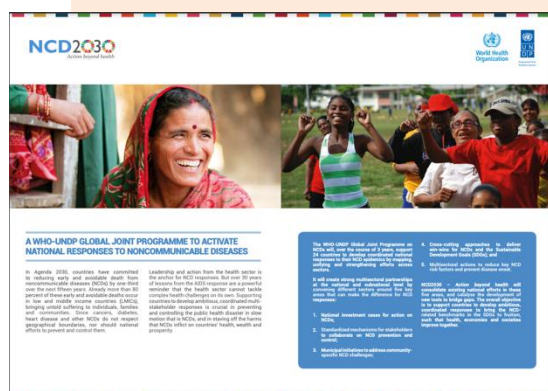 NCD2030
Action beyond health
World Health
Organization
U N
D P
A WHO-UNDP GLOBAL JOINT PROGRAMME TO ACTIVATE
NATIONAL RESPONSES TO NONCOMMUNICABLE DISEASES
In Agenda 2030, countries have committed
to reducing early and avoidable death from
noncommunicable diseases (NCDs) by one-third
over the next fifteen years. Already more than 80
percent of these early and avoidable deaths occur
in low and middle income countries (LMICs),
bringing untold suffering to individuals, families
and communities. Since cancers, diabetes,
heart disease and other NCDs do not respect
geographical boundaries, nor should national
efforts to prevent and control them.
Leadership and action from the health sector is
the anchor for NCD responses. But over 30 years
of lessons from the AIDS response are a powerful
reminder that the health sector cannot tackle
complex health challenges on its own. Supporting
countries to develop ambitious, coordinated multi-
stakeholder responses is crucial in preventing
and controlling the public health disaster in slow
motion that is NCDs, and in staving off the harms
that NCDs inflict on countries' health, wealth and
prosperity.
The WHO-UNDP Global Joint Programme on
NCDs will, over the course of 3 years, support
24 countries to develop coordinated national
responses to their NCD epidemics by mapping,
unifying and strengthening efforts across
sectors.
It will create strong multisectoral partnerships
at the national and subnational level by
convening different sectors around five key
areas that can make the difference for NCD
responses:
1. National investment cases for action on
NCDs;
2. Standardized mechanisms for stakeholders
to collaborate on NCD prevention and
control;
3. Municipal initiatives to address community-
specific NCD challenges;
4. Cross-cutting approaches to deliver
win-wins for NCDs and the Sustainable
Development Goals (SDGs); and
5. Multisectoral actions to reduce key NCD
risk factors and prevent disease onset.
NCD2030 – Action beyond health will
consolidate existing national efforts in these
five areas, and catalyse the development of
new tools to bridge gaps. The overall objective
is to support countries to develop ambitious,
coordinated responses to bring the NCD-
related benchmarks in the SDGs to fruition,
such that health, economies and societies
improve together.